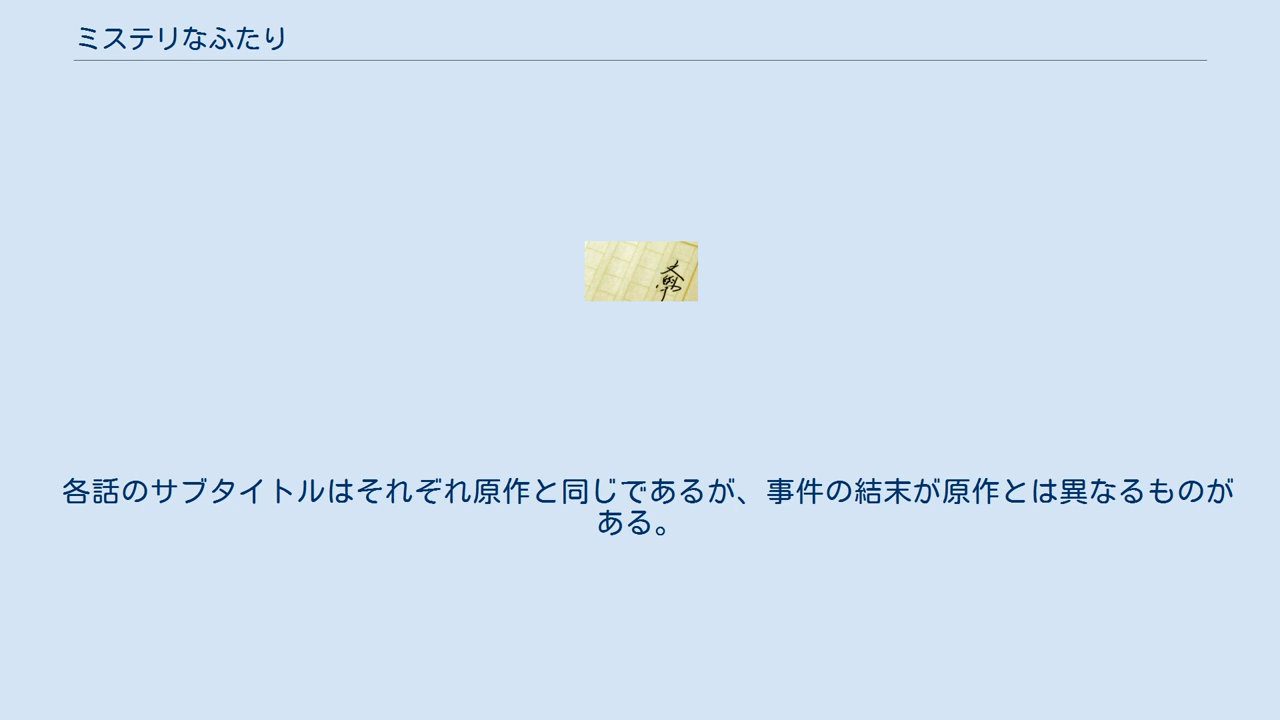 ミステリなふたり
各話のサブタイトルはそれぞれ原作と同じであるが、事件の結末が原作とは異なるものが
ある。